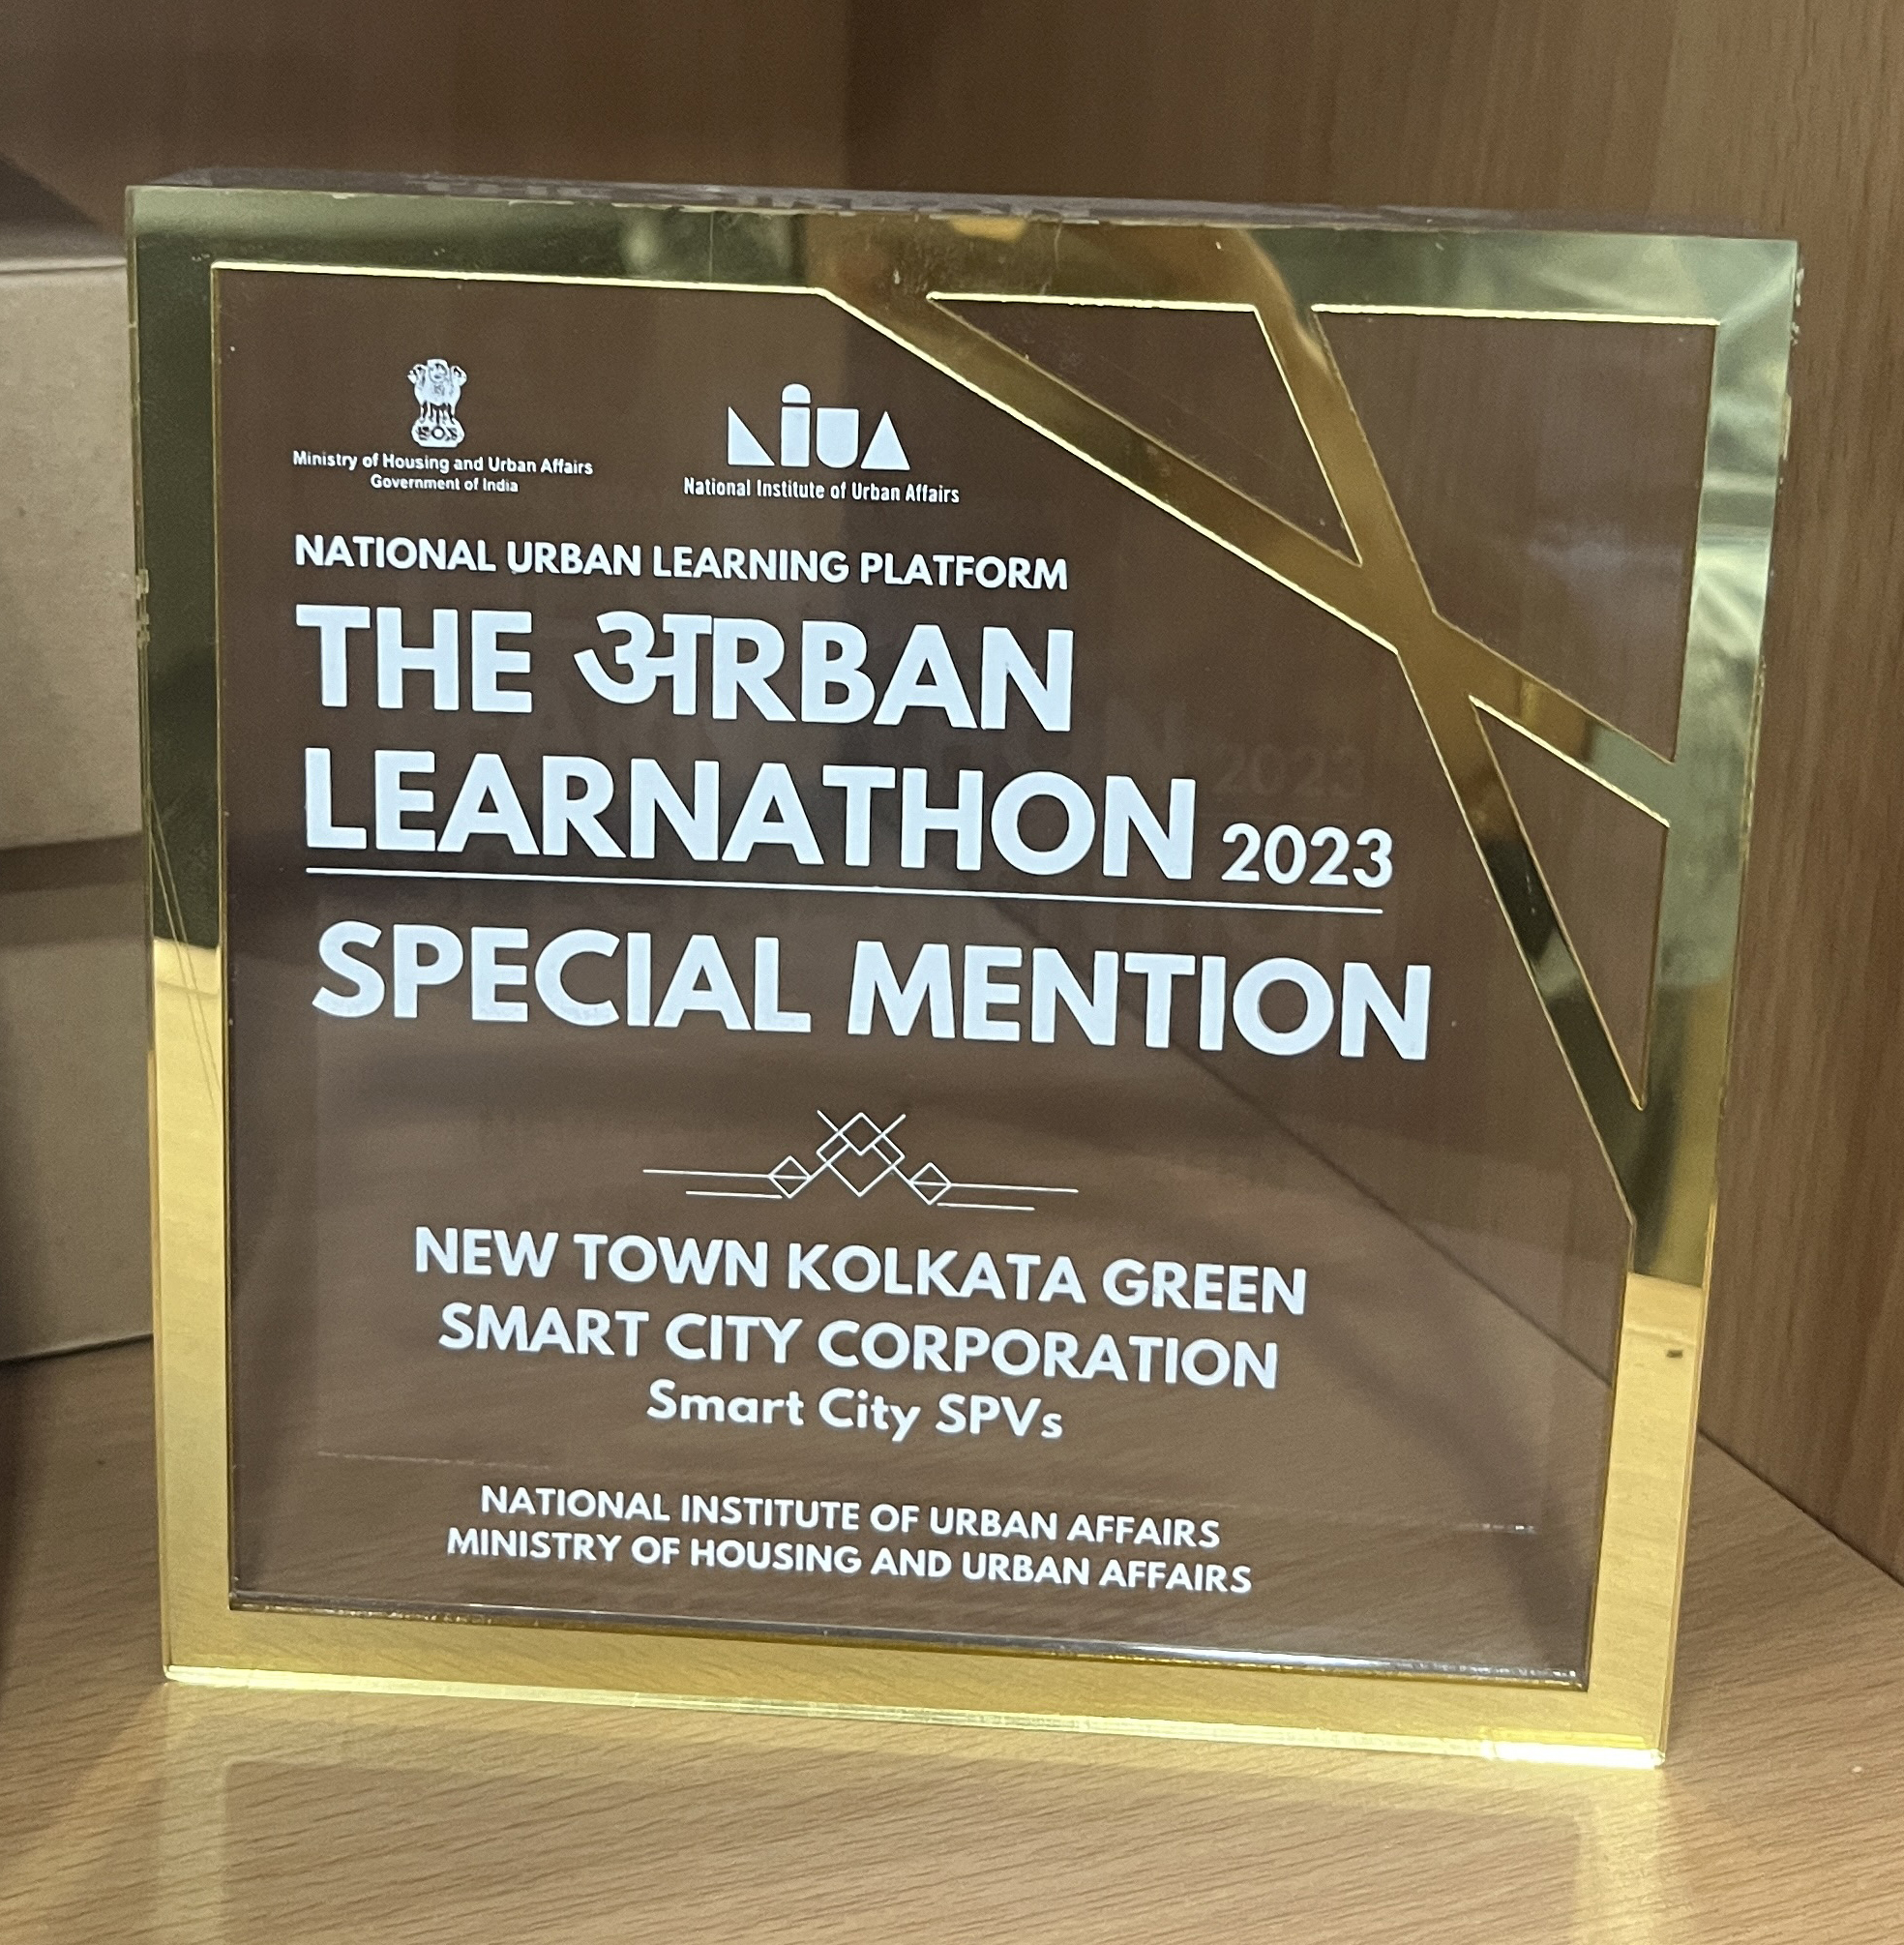 Ministry of Housing and Urban Affairs
Government of India
NIUA
National Institute of Urban Affairs
NATIONAL URBAN LEARNING PLATFORM
THE अRBAN
LEARNATHON 2023
SPECIAL MENTION
NEW TOWN KOLKATA GREEN
SMART CITY CORPORATION
Smart City SPVs
NATIONAL INSTITUTE OF URBAN AFFAIRS
MINISTRY OF HOUSING AND URBAN AFFAIRS